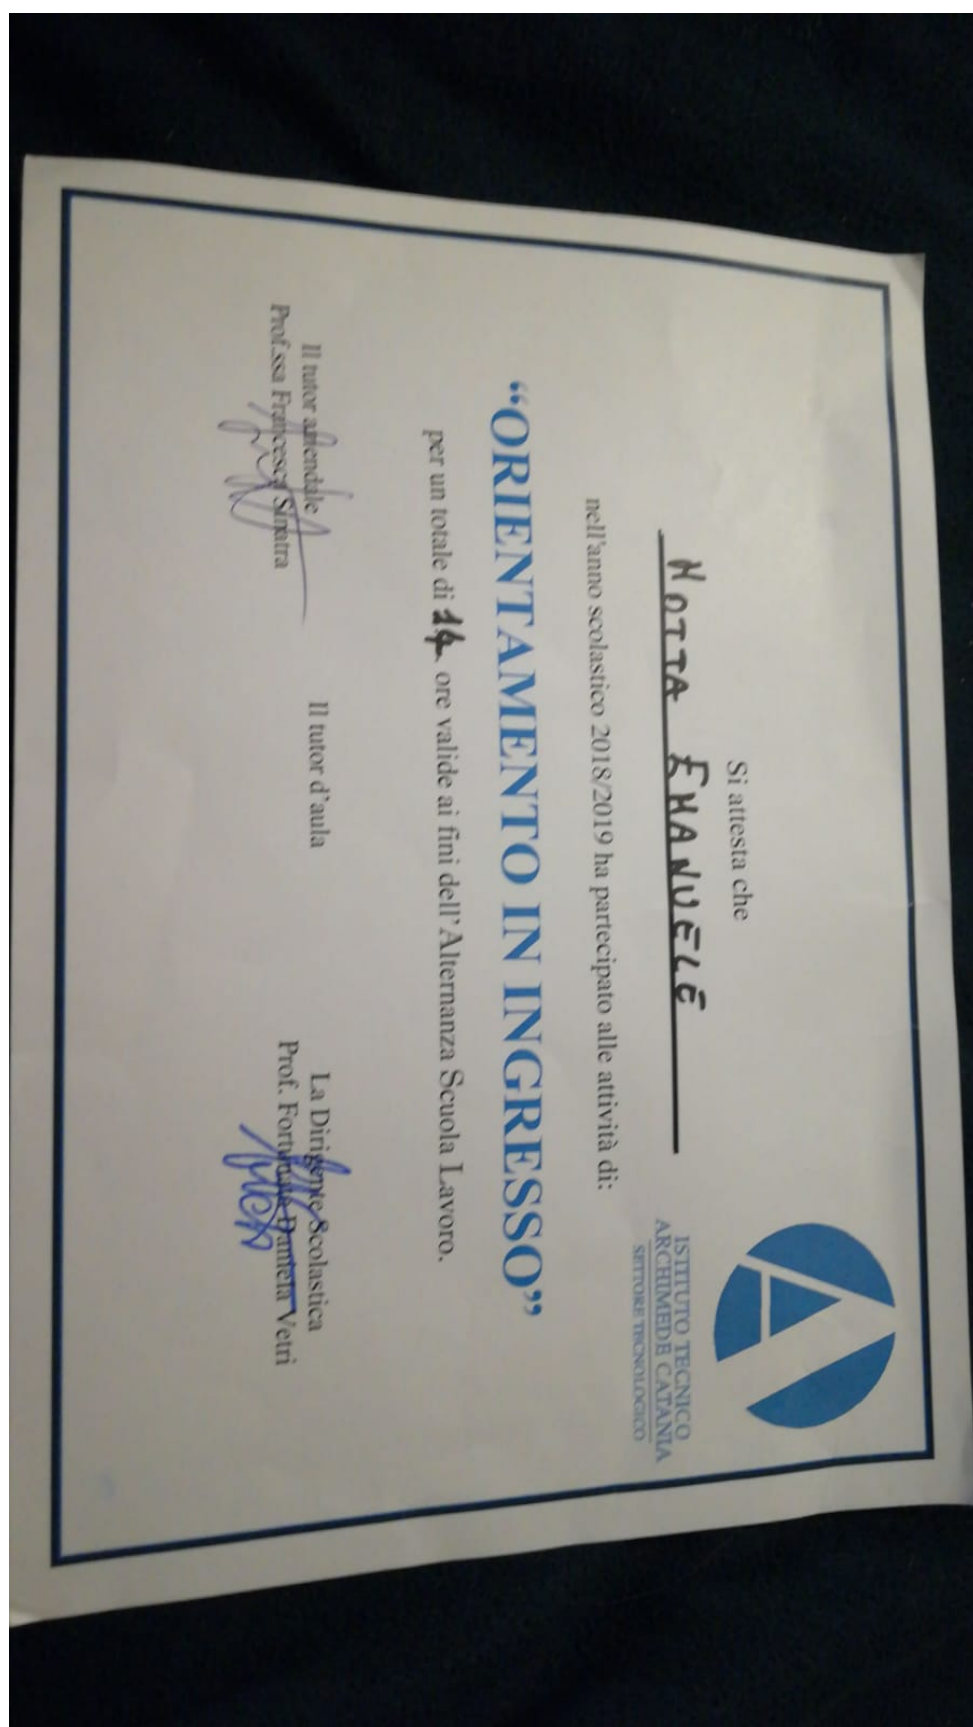 ISTITUTO TECNICO
ARCHIMEDE CATANIA
SETTORE TECNOLOGICO
Si attesta che
MOTTA EMANUELE
nell'anno scolastico 2018/2019 ha partecipato alle attività di:
“ORIENTAMENTO IN INGRESSO”
per un totale di 14 ore valide ai fini dell'Alternanza Scuola Lavoro.
Il tutor aziendale
Prof.ssa Francesca Sinatra
Il tutor d'aula
La Dirigente Scolastica
Prof. Fortunata Daniela Vetri